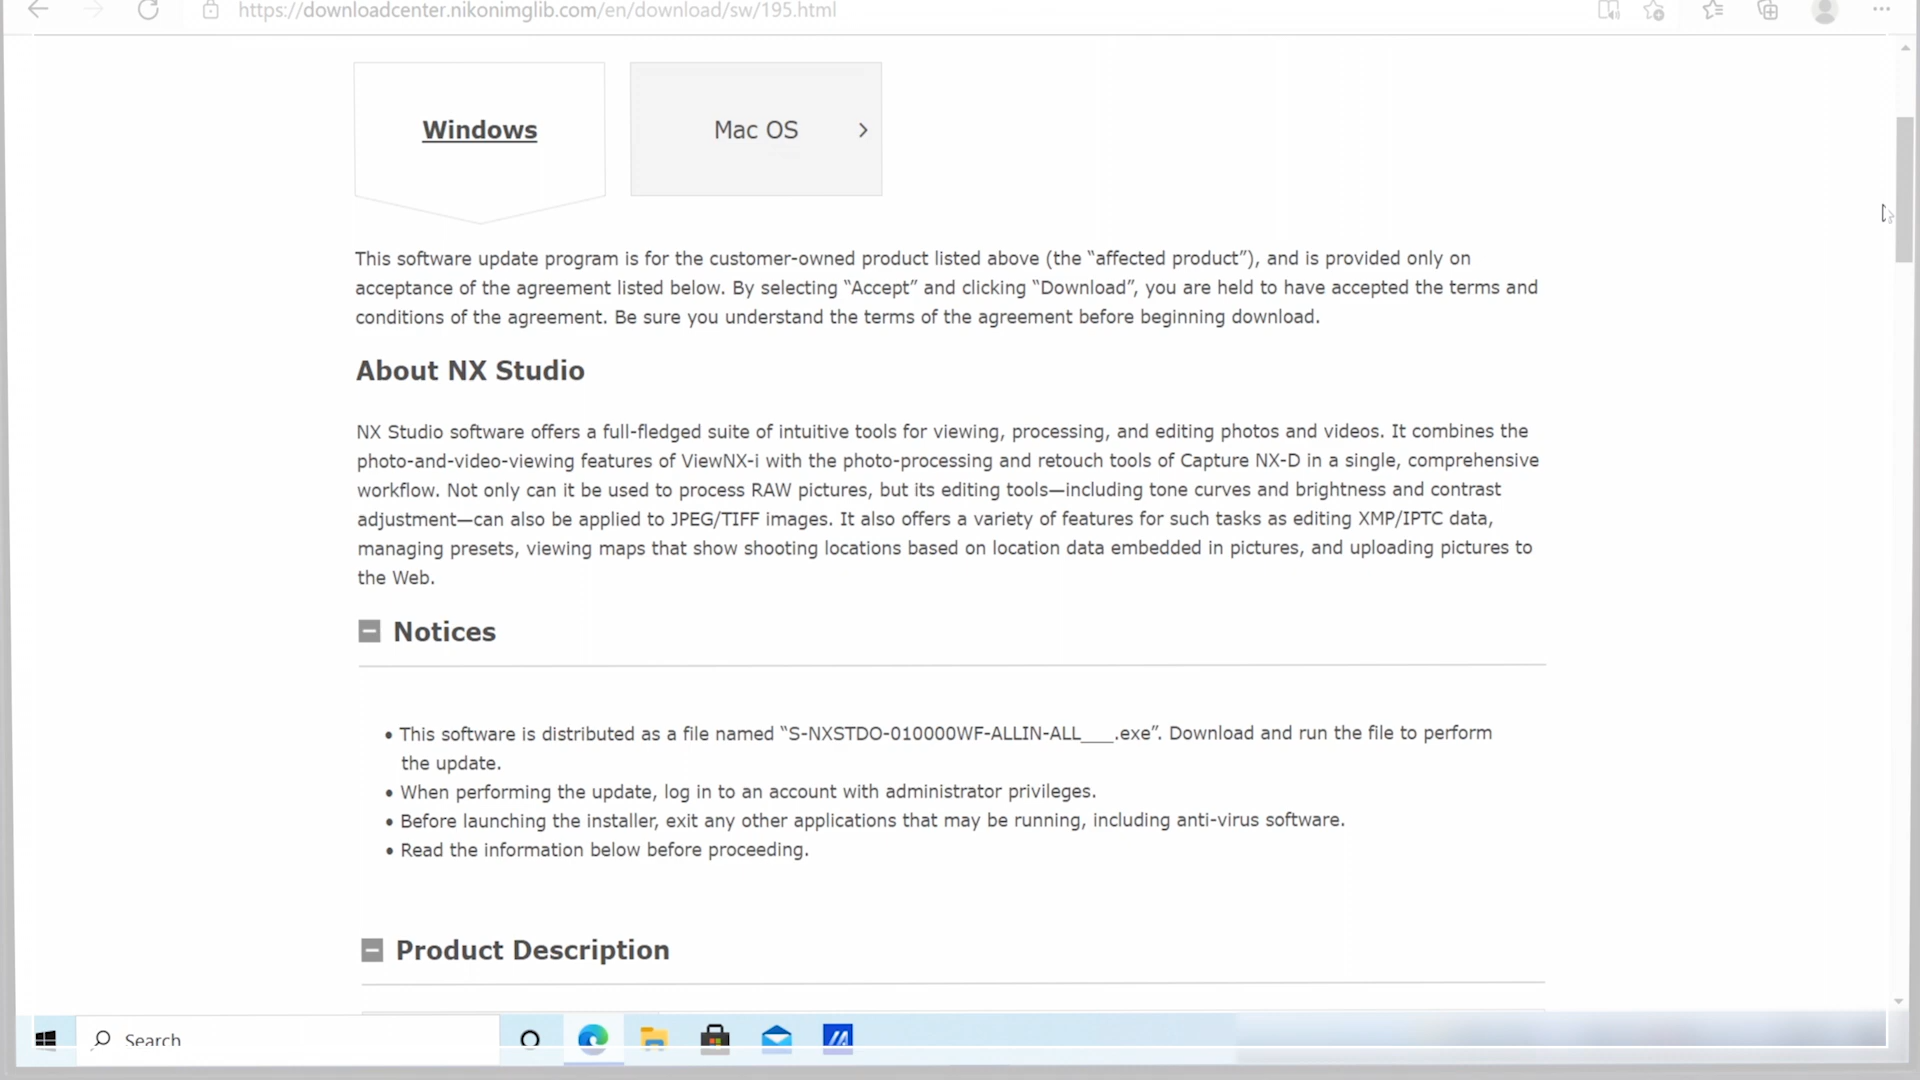 https://downloadcenter.nikonimglib.com/en/download/sw/195.html
Windows
Mac OS
This software update program is for the customer-owned product listed above (the “affected product”), and is provided only on
acceptance of the agreement listed below. By selecting “Accept” and clicking “Download”, you are held to have accepted the terms and
conditions of the agreement. Be sure you understand the terms of the agreement before beginning download.
About NX Studio
NX Studio software offers a full-fledged suite of intuitive tools for viewing, processing, and editing photos and videos. It combines the
photo-and-video-viewing features of ViewNX-i with the photo-processing and retouch tools of Capture NX-D in a single, comprehensive
workflow. Not only can it be used to process RAW pictures, but its editing tools—including tone curves and brightness and contrast
adjustment—can also be applied to JPEG/TIFF images. It also offers a variety of features for such tasks as editing XMP/IPTC data,
managing presets, viewing maps that show shooting locations based on location data embedded in pictures, and uploading pictures to
the Web.
Notices
• This software is distributed as a file named “S-NXSTDO-010000WF-ALLIN-ALL___.exe”. Download and run the file to perform
the update.
• When performing the update, log in to an account with administrator privileges.
• Before launching the installer, exit any other applications that may be running, including anti-virus software.
• Read the information below before proceeding.
Product Description
Search